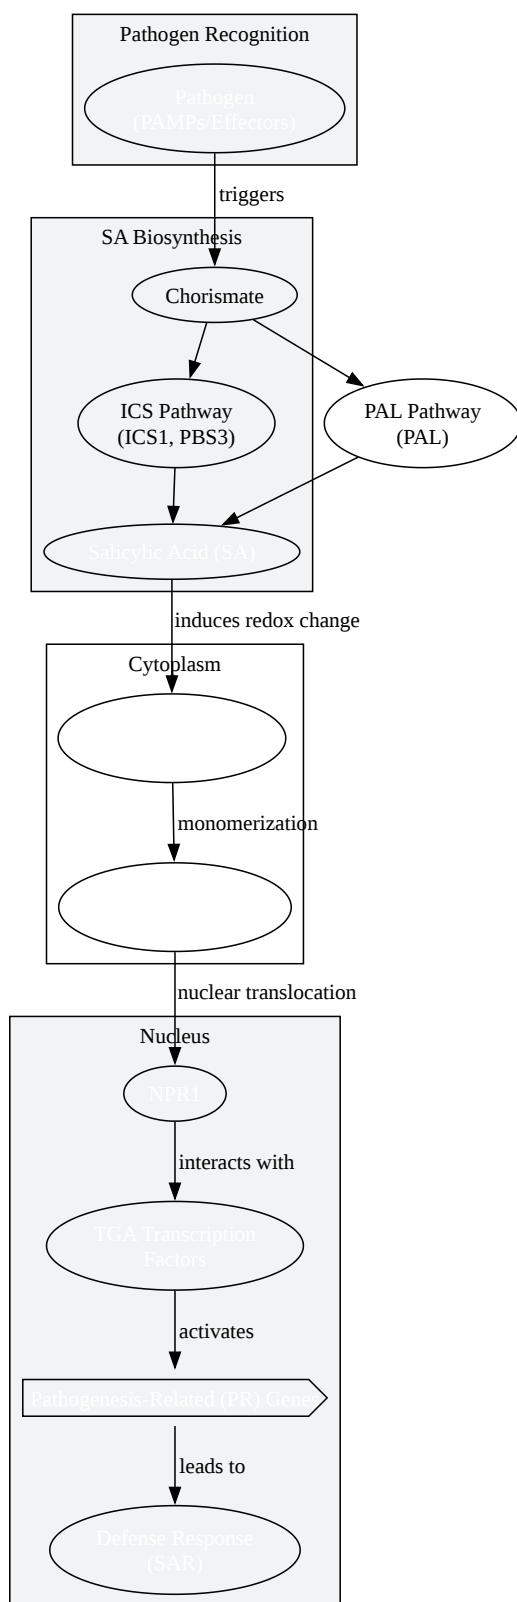 Pathogen Recognition
Pathogen
(PAMPs/Effectors)
triggers
SA Biosynthesis
Chorismate
ICS Pathway
(ICS1, PBS3)
PAL Pathway
(PAL)
Salicylic Acid (SA)
induces redox change
Cytoplasm
monomerization
nuclear translocation
Nucleus
NPR1
interacts with
TGA Transcription
Factors
activates
Pathogenesis-Related (PR) Genes
leads to
Defense Response
(SAR)